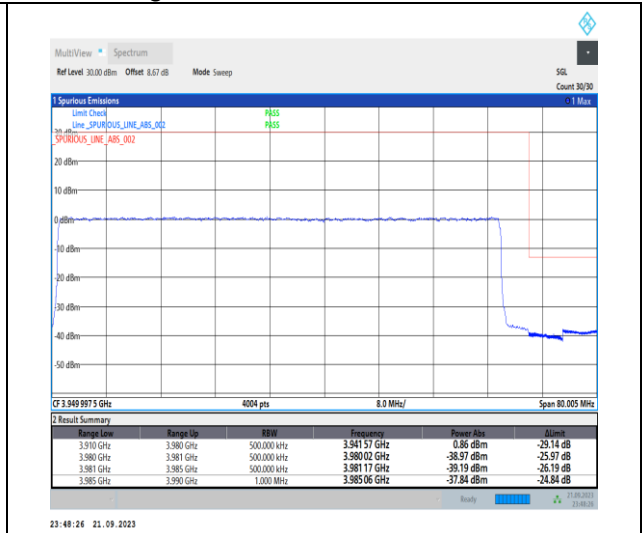 MultiView Spectrum
Ref Level 30.00 dBm Offset 8.67 dB Mode Sweep SGL
Count 30/30
1 Spurious Emissions 1 Max
Limit Check PASS
Line _SPURIOUS_LINE_ABS_002 PASS
30 dBm
_SPURIOUS_LINE_ABS_002
20 dBm
10 dBm
0 dBm
-10 dBm
-20 dBm
-30 dBm
-40 dBm
-50 dBm
CF 3.949 997 5 GHz 4004 pts 8.0 MHz/ Span 80.005 MHz
2 Result Summary
Range Low Range Up RBW Frequency Power Abs ΔLimit
3.910 GHz 3.980 GHz 500.000 kHz 3.941 57 GHz 0.86 dBm -29.14 dB
3.980 GHz 3.981 GHz 500.000 kHz 3.980 02 GHz -38.97 dBm -25.97 dB
3.981 GHz 3.985 GHz 500.000 kHz 3.981 17 GHz -39.19 dBm -26.19 dB
3.985 GHz 3.990 GHz 1.000 MHz 3.985 06 GHz -37.84 dBm -24.84 dB
Ready 21.09.2023
23:48:26
23:48:26 21.09.2023